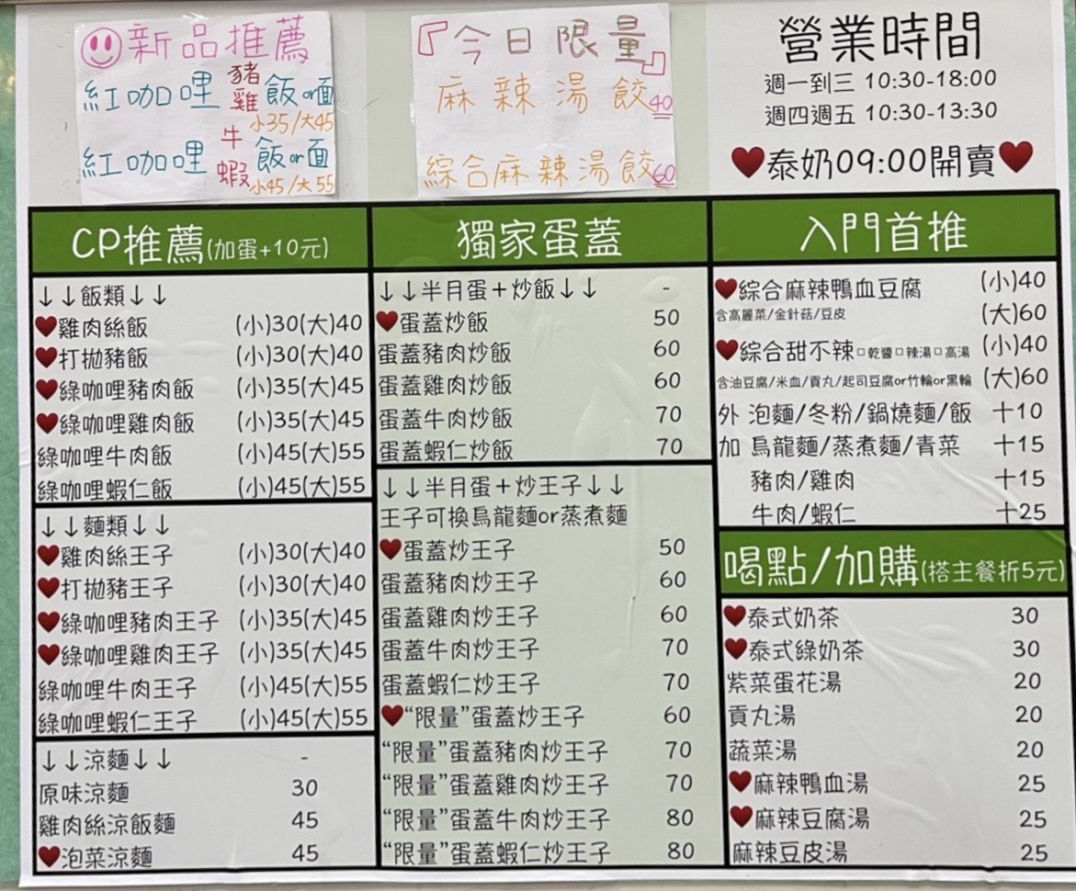 新品推薦
紅咖哩 豬雞 飯or面
小35/大45
紅咖哩 牛蝦 飯or面
小45/大55
『今日限量』
麻辣湯餃40
綜合麻辣湯餃60
營業時間
週一到三 10:30-18:00
週四週五 10:30-13:30
♥泰奶09:00開賣♥
CP推薦(加蛋+10元)
↓↓飯類↓↓
♥雞肉絲飯 (小)30(大)40
♥打拋豬飯 (小)30(大)40
♥綠咖哩豬肉飯 (小)35(大)45
♥綠咖哩雞肉飯 (小)35(大)45
綠咖哩牛肉飯 (小)45(大)55
綠咖哩蝦仁飯 (小)45(大)55
↓↓麵類↓↓
♥雞肉絲王子 (小)30(大)40
♥打拋豬王子 (小)30(大)40
♥綠咖哩豬肉王子 (小)35(大)45
♥綠咖哩雞肉王子 (小)35(大)45
綠咖哩牛肉王子 (小)45(大)55
綠咖哩蝦仁王子 (小)45(大)55
↓↓涼麵↓↓ -
原味涼麵 30
雞肉絲涼飯麵 45
♥泡菜涼麵 45
獨家蛋蓋
↓↓半月蛋+炒飯↓↓ -
♥蛋蓋炒飯 50
蛋蓋豬肉炒飯 60
蛋蓋雞肉炒飯 60
蛋蓋牛肉炒飯 70
蛋蓋蝦仁炒飯 70
↓↓半月蛋+炒王子↓↓
王子可換烏龍麵or蒸煮麵
♥蛋蓋炒王子 50
蛋蓋豬肉炒王子 60
蛋蓋雞肉炒王子 60
蛋蓋牛肉炒王子 70
蛋蓋蝦仁炒王子 70
♥“限量”蛋蓋炒王子 60
“限量”蛋蓋豬肉炒王子 70
“限量”蛋蓋雞肉炒王子 70
“限量”蛋蓋牛肉炒王子 80
“限量”蛋蓋蝦仁炒王子 80
入門首推
♥綜合麻辣鴨血豆腐 (小)40
含高麗菜/金針菇/豆皮 (大)60
♥綜合甜不辣□乾醬□辣湯□高湯 (小)40
含油豆腐/米血/貢丸/起司豆腐or竹輪or黑輪 (大)60
外 泡麵/冬粉/鍋燒麵/飯 +10
加 烏龍麵/蒸煮麵/青菜 +15
豬肉/雞肉 +15
牛肉/蝦仁 +25
喝點/加購(搭主餐折5元)
♥泰式奶茶 30
♥泰式綠奶茶 30
紫菜蛋花湯 20
貢丸湯 20
蔬菜湯 20
♥麻辣鴨血湯 25
♥麻辣豆腐湯 25
麻辣豆皮湯 25